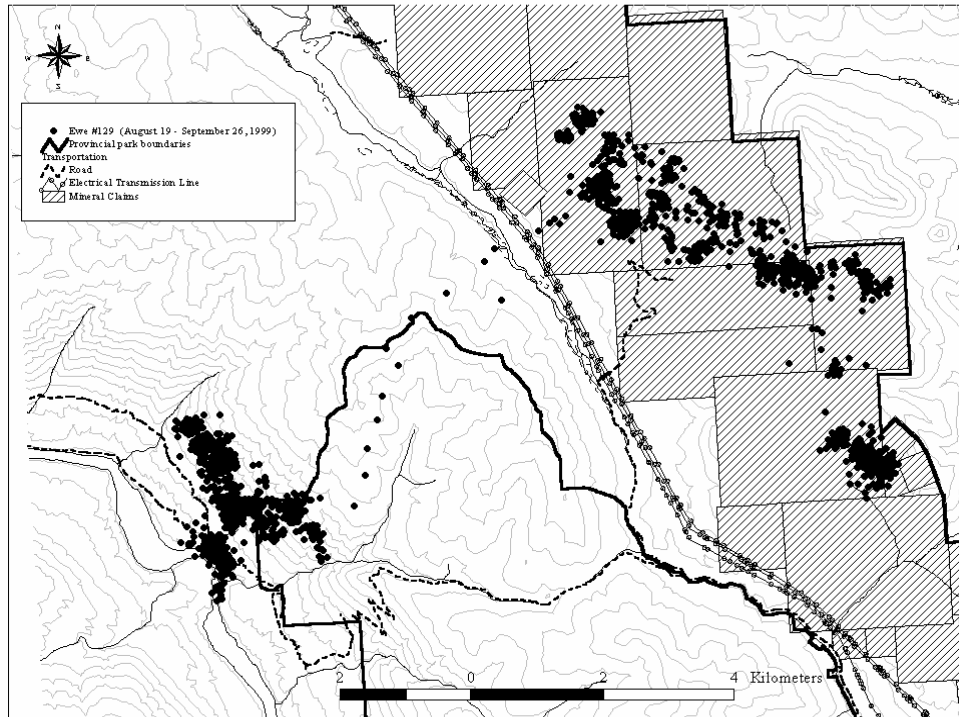 N
W E
S
Ewe #129 (August 19 - September 26, 1999)
Provincial park boundaries
Transportation
Road
Electrical Transmission Line
Mineral Claims
2 0 2 4 Kilometers